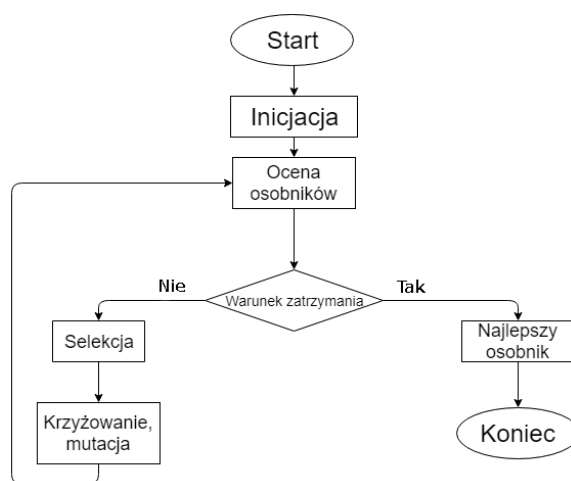 Start
Inicjacja
Ocena
osobników
Nie
Warunek zatrzymania
Tak
Selekcja
Najlepszy
osobnik
Krzyżowanie,
mutacja
Koniec